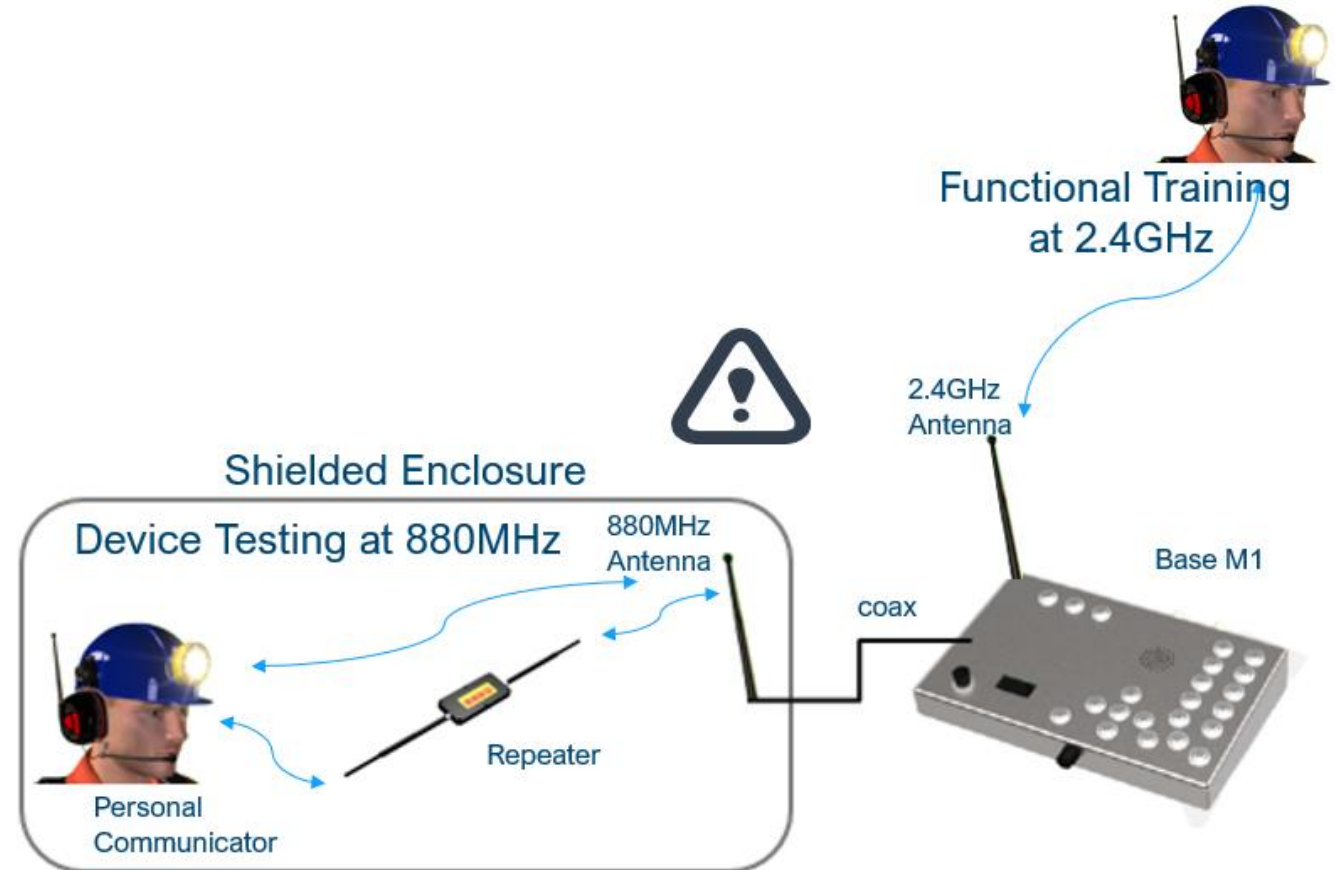 Functional Training
at 2.4GHz
2.4GHz
Antenna
Shielded Enclosure
Device Testing at 880MHz
880MHz
Antenna
Base M1
coax
Repeater
Personal
Communicator